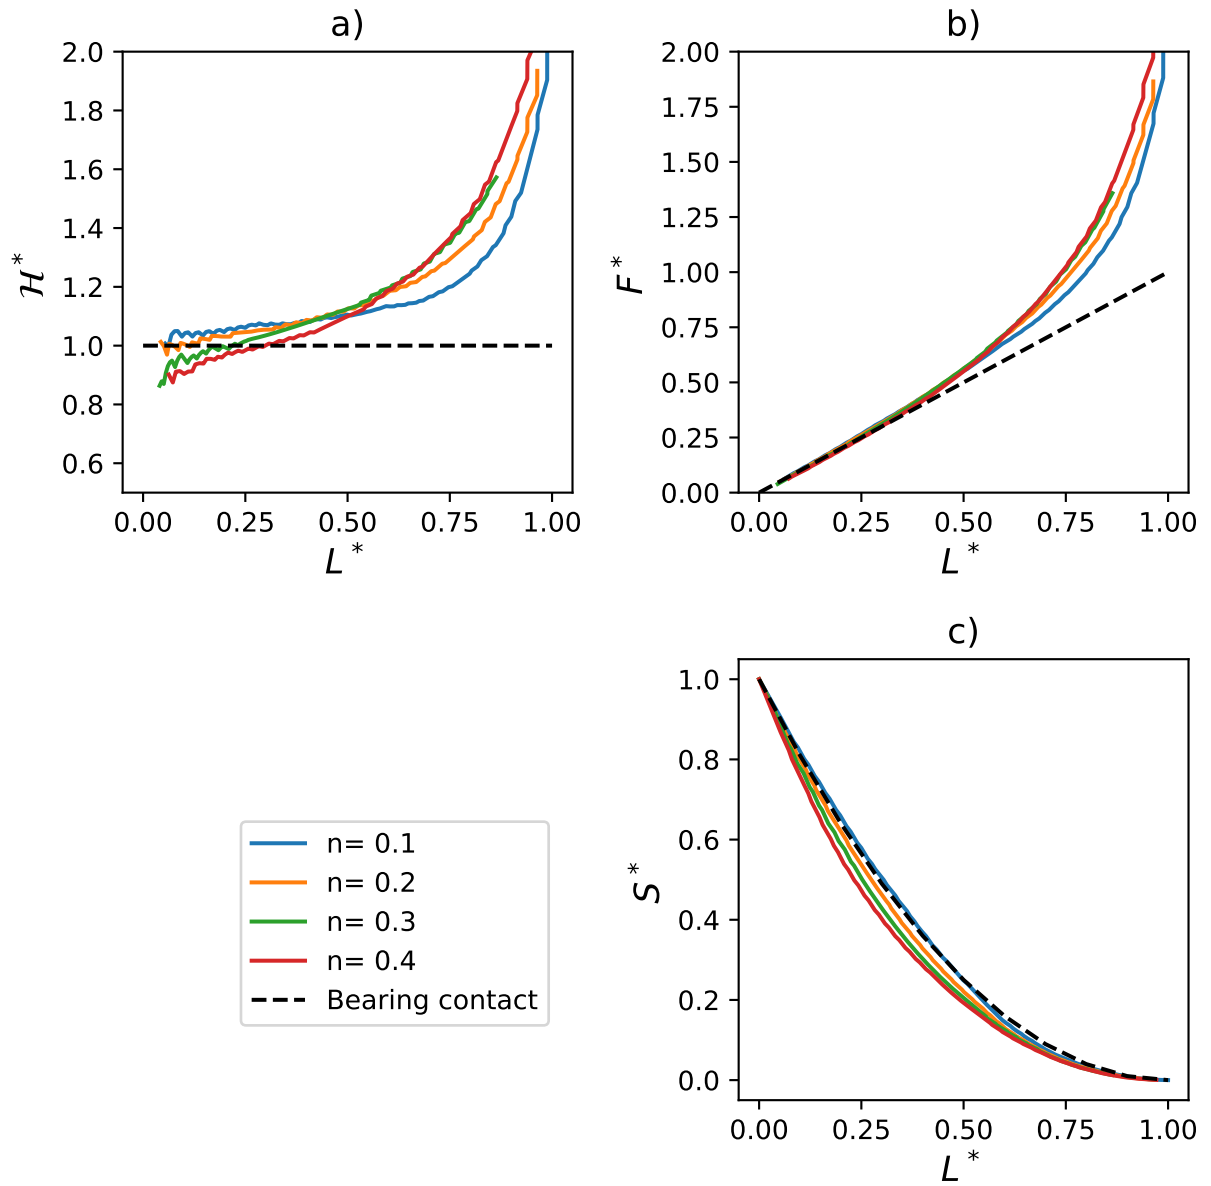 a)
2.0
1.8
1.6
1.4
1.2
1.0
0.8
0.6
ℋ*
0.00 0.25 0.50 0.75 1.00
L*
b)
2.00
1.75
1.50
1.25
1.00
0.75
0.50
0.25
0.00
F*
0.00 0.25 0.50 0.75 1.00
L*
c)
1.0
0.8
0.6
0.4
0.2
0.0
S*
0.00 0.25 0.50 0.75 1.00
L*
n= 0.1
n= 0.2
n= 0.3
n= 0.4
Bearing contact